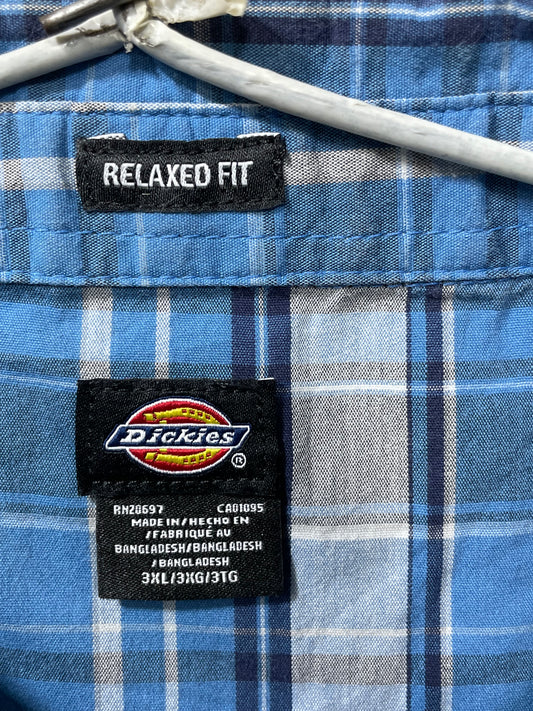 RELAXED FIT
Dickies
®
RN20697 CA01095
MADE IN/HECHO EN
/FABRIQUÉ AU
BANGLADESH/BANGLADESH
/BANGLADESH
3XL/3XG/3TG